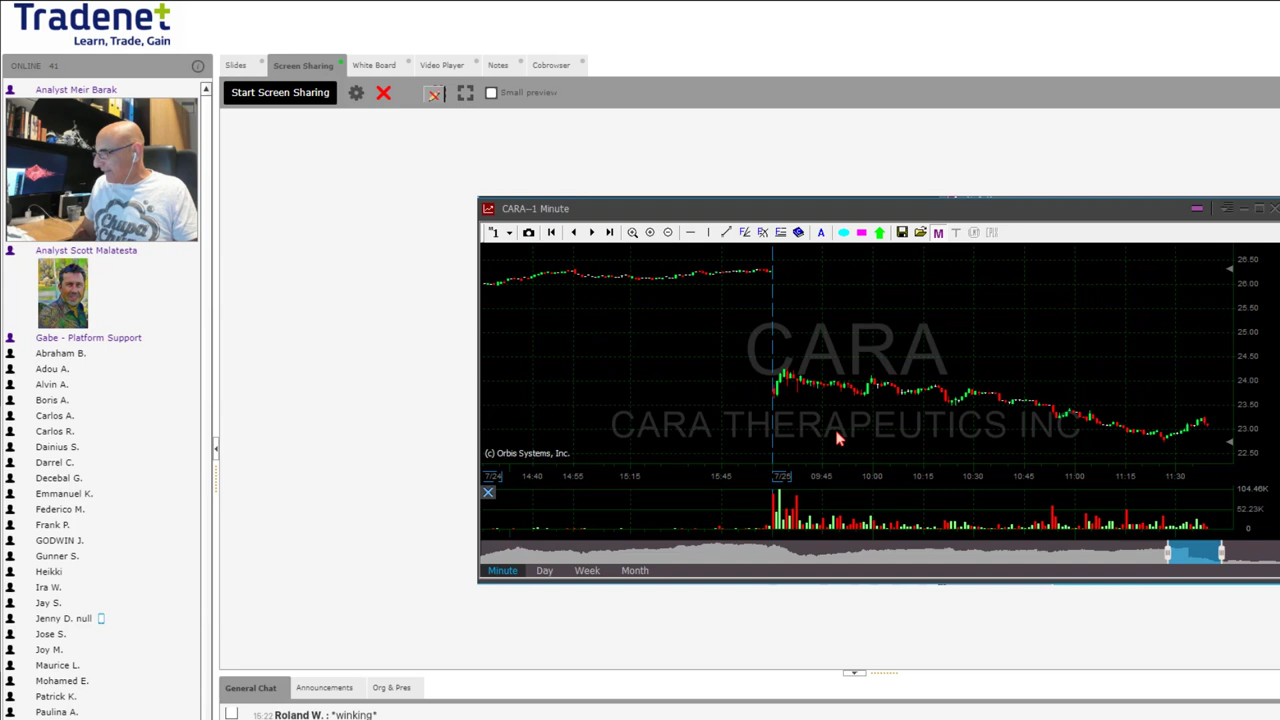 Tradenet
Learn, Trade, Gain
ONLINE 41
Analyst Meir Barak
Analyst Scott Malatesta
Gabe - Platform Support
Abraham B.
Adou A.
Alvin A.
Boris A.
Carlos A.
Carlos R.
Dainius S.
Darrel C.
Decebal G.
Emmanuel K.
Federico M.
Frank P.
GODWIN J.
Gunner S.
Heikki
Ira W.
Jay S.
Jenny D. null
Jose S.
Joy M.
Maurice L.
Mohamed E.
Patrick K.
Paulina A.
Slides Screen Sharing White Board Video Player Notes Cobrowser
Start Screen Sharing Small preview
CARA--1 Minute
CARA
CARA THERAPEUTICS INC
26.50
26.00
25.50
25.00
24.50
24.00
23.50
23.00
22.50
(c) Orbis Systems, Inc.
7/24 14:40 14:55 15:15 15:45 7/25 09:45 10:00 10:15 10:30 10:45 11:00 11:15 11:30
104.46K
52.23K
0
Minute Day Week Month
General Chat Announcements Org & Pres
15:22 Roland W. : *winking*